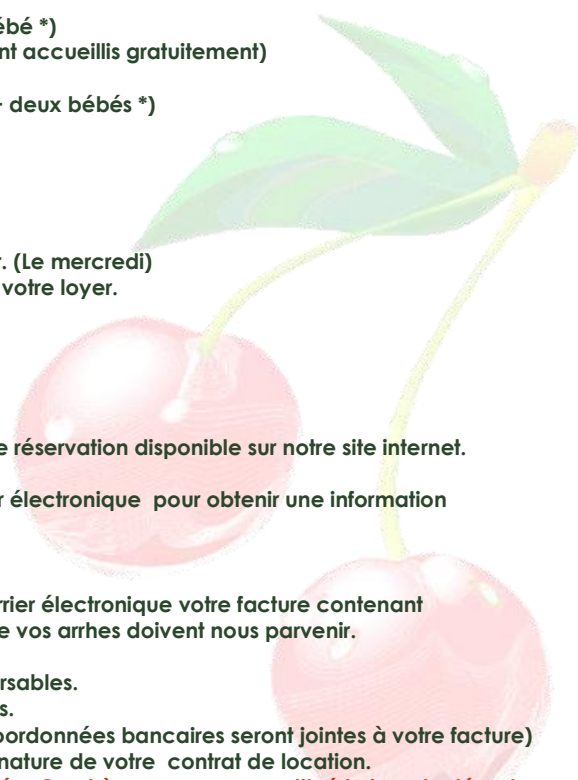 bébé *)
nt accueillis gratuitement)
deux bébés *)
(Le mercredi)
votre loyer.
e réservation disponible sur notre site internet.
r électronique pour obtenir une information
rrier électronique votre facture contenant
e vos arrhes doivent nous parvenir.
rsables.
s.
oordonnées bancaires seront jointes à votre facture)
nature de votre contrat de location.